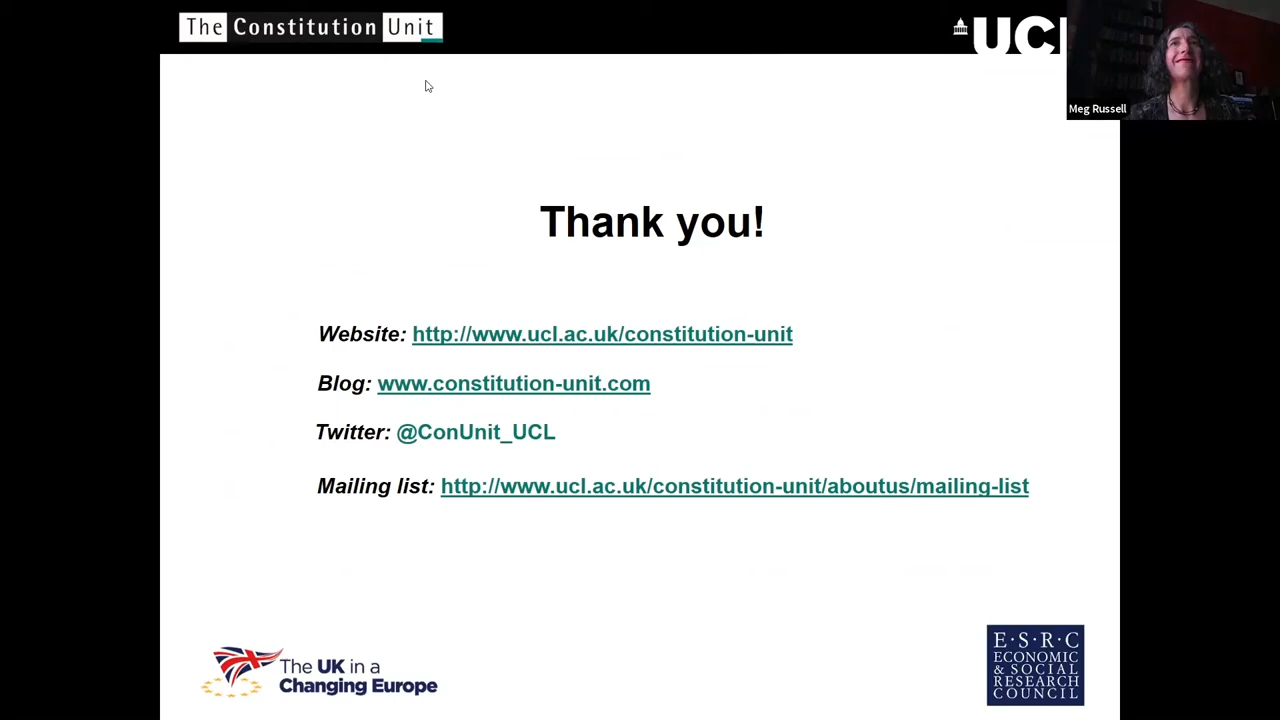 The Constitution Unit
UCL
Meg Russell
Thank you!
Website: http://www.ucl.ac.uk/constitution-unit
Blog: www.constitution-unit.com
Twitter: @ConUnit_UCL
Mailing list: http://www.ucl.ac.uk/constitution-unit/aboutus/mailing-list
The UK in a
Changing Europe
E·S·R·C
ECONOMIC
& SOCIAL
RESEARCH
COUNCIL